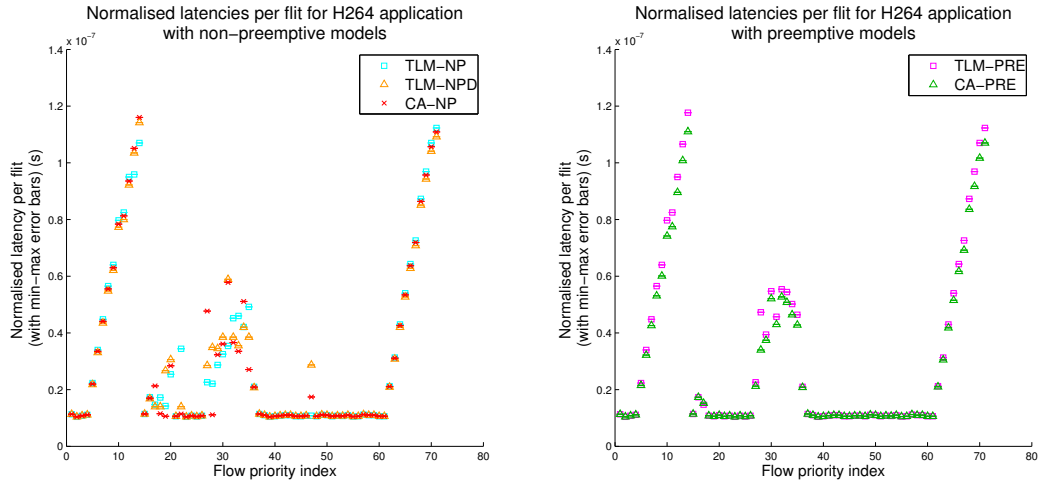 Normalised latencies per flit for H264 application
with non−preemptive models
x 10⁻⁷
1.4
1.2
1
0.8
0.6
0.4
0.2
0
0 10 20 30 40 50 60 70 80
Flow priority index
Normalised latency per flit
(with min−max error bars) (s)
TLM−NP
TLM−NPD
CA−NP
Normalised latencies per flit for H264 application
with preemptive models
x 10⁻⁷
1.4
1.2
1
0.8
0.6
0.4
0.2
0
0 10 20 30 40 50 60 70 80
Flow priority index
Normalised latency per flit
(with min−max error bars) (s)
TLM−PRE
CA−PRE